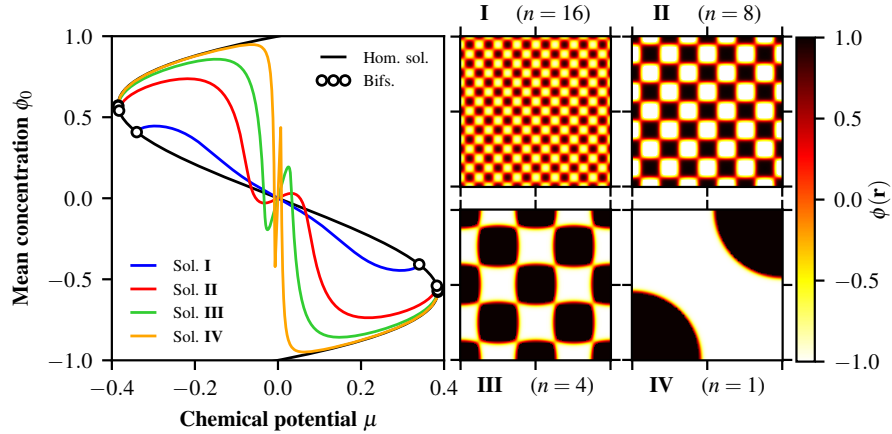 I (n = 16)
II (n = 8)
Mean concentration ϕ₀
1.0
0.5
0.0
−0.5
−1.0
Hom. sol.
Bifs.
Sol. I
Sol. II
Sol. III
Sol. IV
−0.4
−0.2
0.0
0.2
0.4
Chemical potential μ
III (n = 4)
IV (n = 1)
1.0
0.5
0.0
−0.5
−1.0
ϕ(r)